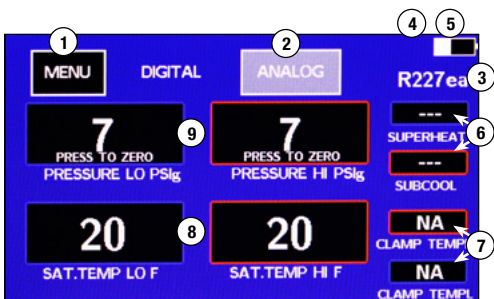 4 5
1 2
MENU DIGITAL ANALOG R227ea 3
7 9 7 --- 6
PRESS TO ZERO PRESS TO ZERO SUPERHEAT
PRESSURE LO PSIg PRESSURE HI PSIg ---
SUBCOOL
20 8 20 NA 7
CLAMP TEMPL
SAT.TEMP LO F SAT.TEMP HI F NA
CLAMP TEMPL